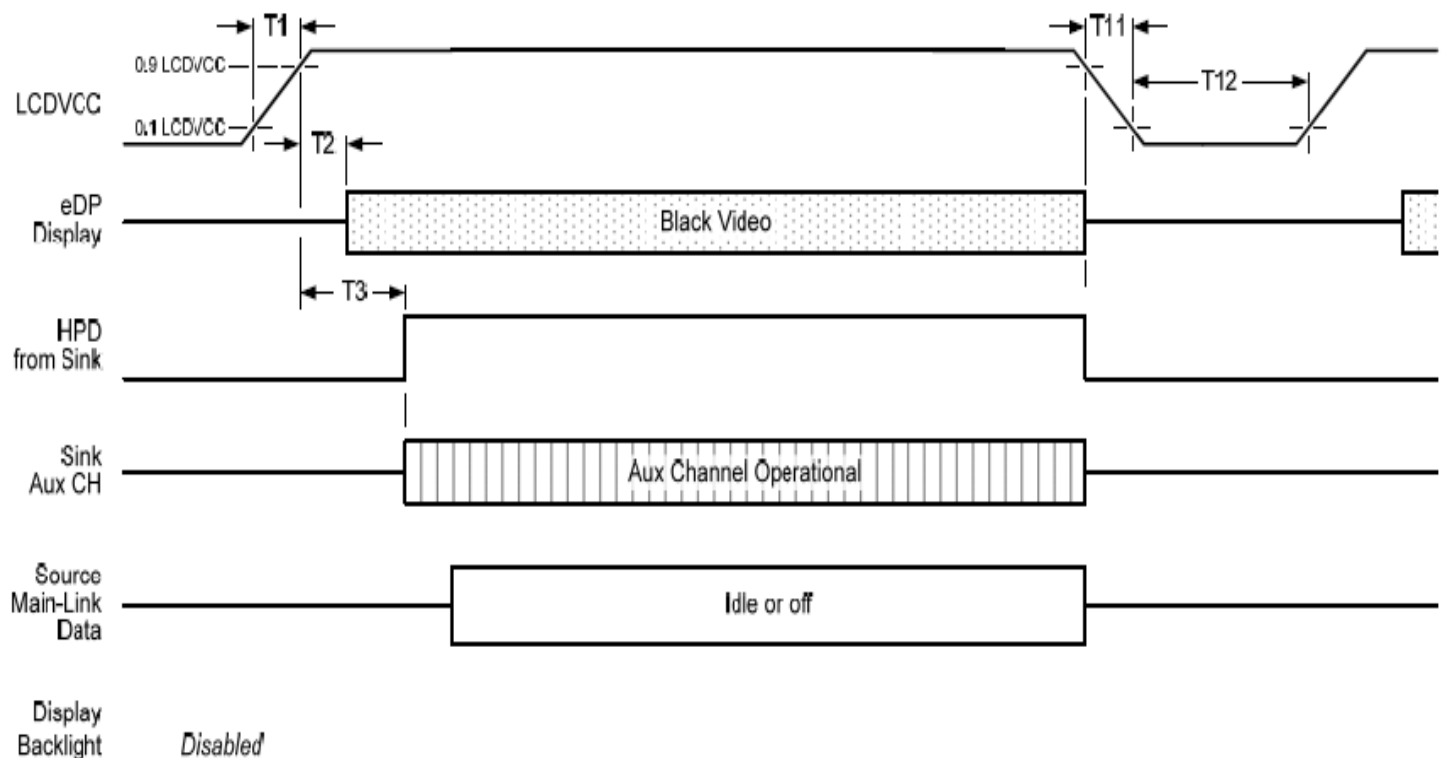 T1
T11
0.9 LCDVCC
LCDVCC
T12
0.1 LCDVCC
T2
eDP
Display
Black Video
T3
HPD
from Sink
Sink
Aux CH
Aux Channel Operational
Source
Main-Link
Data
Idle or off
Display
Backlight
Disabled